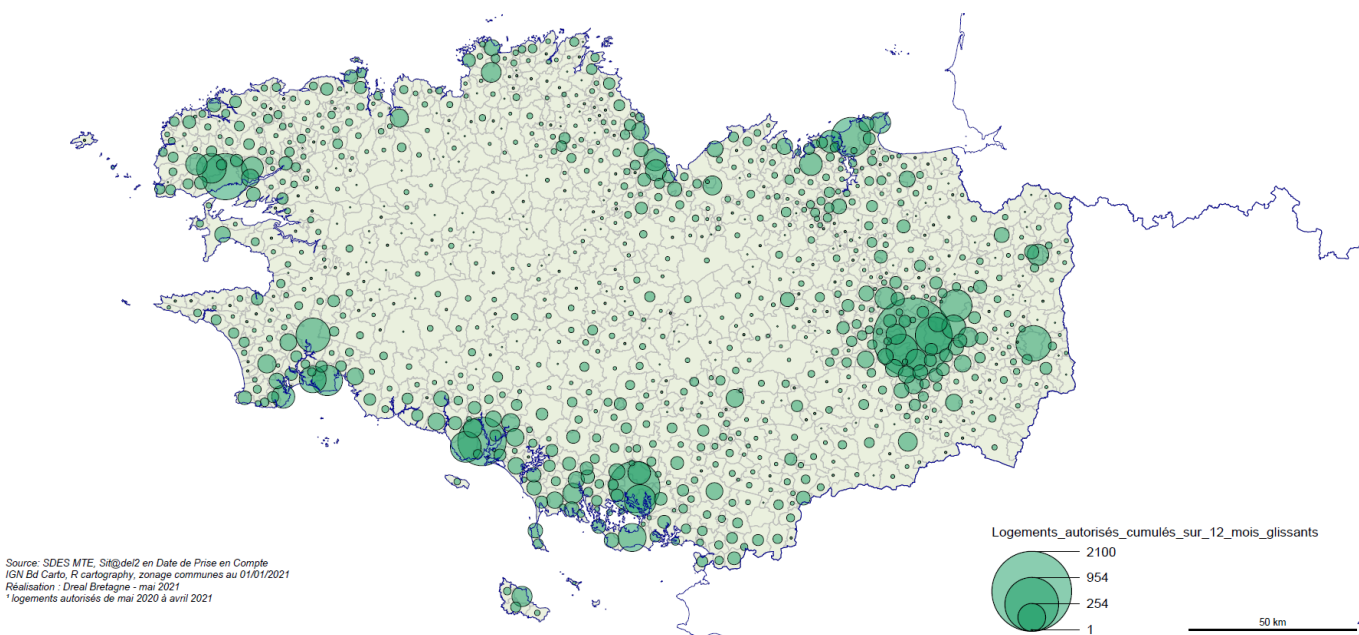 Logements_autorisés_cumulés_sur_12_mois_glissants
2100
954
254
1
50 km
Source: SDES MTE, Sit@del2 en Date de Prise en Compte
IGN Bd Carto, R cartography, zonage communes au 01/01/2021
Réalisation : Dreal Bretagne - mai 2021
¹ logements autorisés de mai 2020 à avril 2021